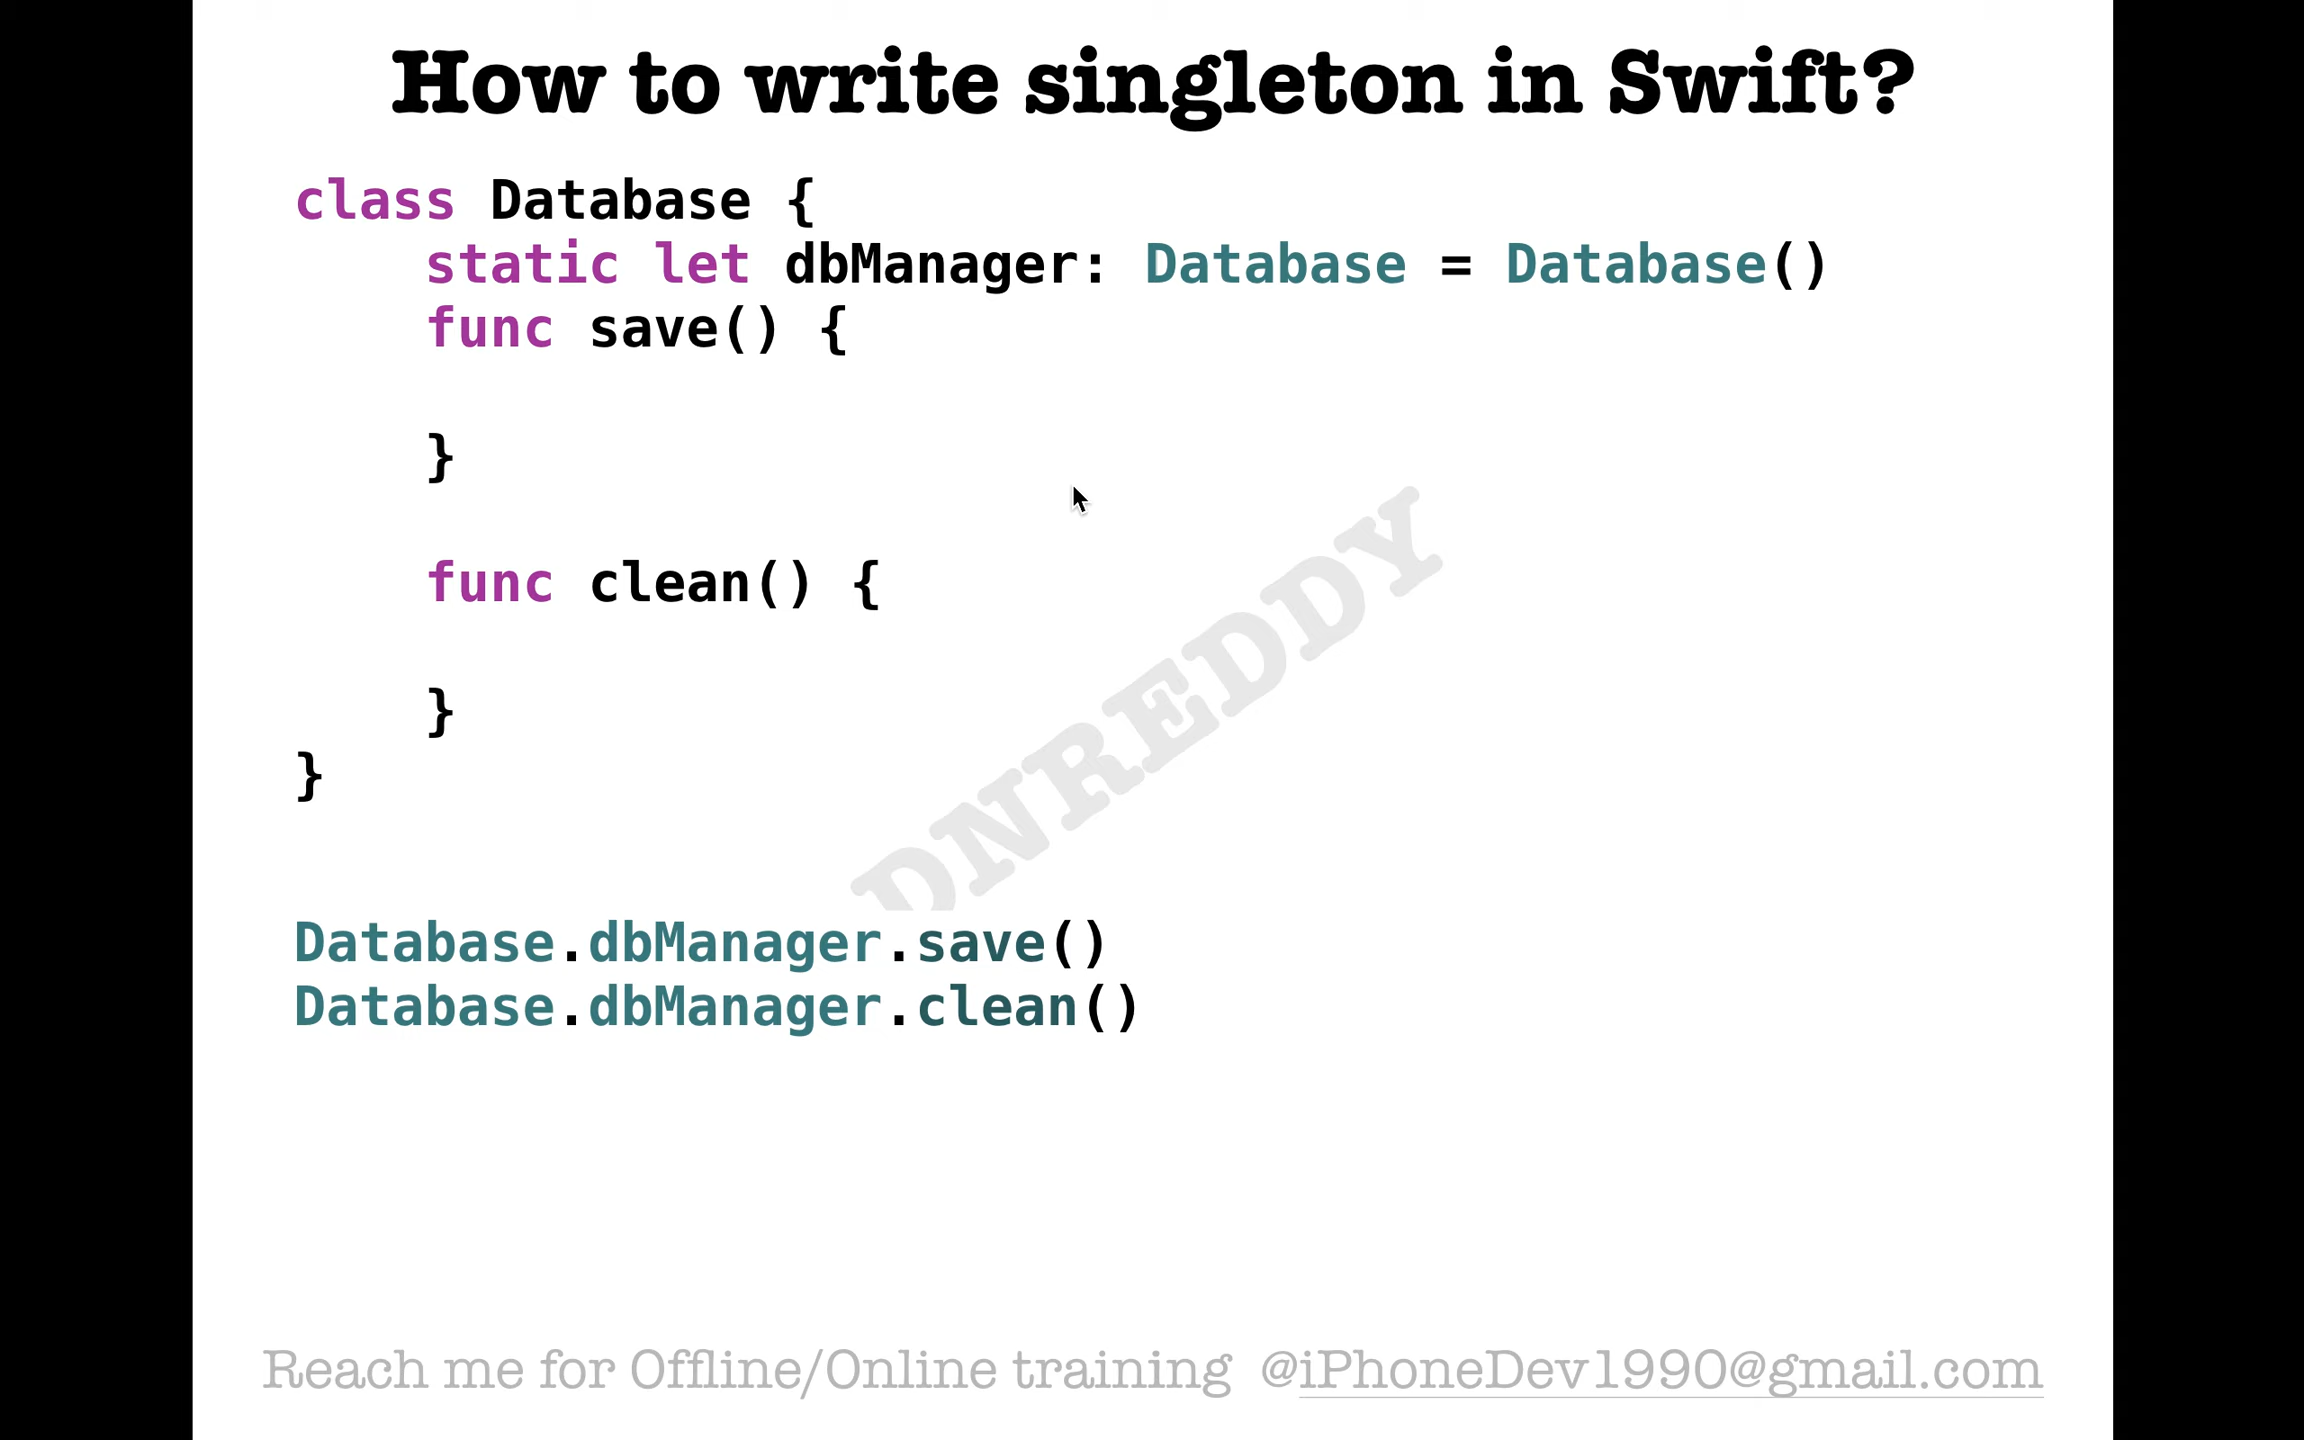 How to write singleton in Swift?
class Database {
    static let dbManager: Database = Database()
    func save() {
    }
    func clean() {
    }
}
DNREDDY
Database.dbManager.save()
Database.dbManager.clean()
Reach me for Offline/Online training @iPhoneDev1990@gmail.com